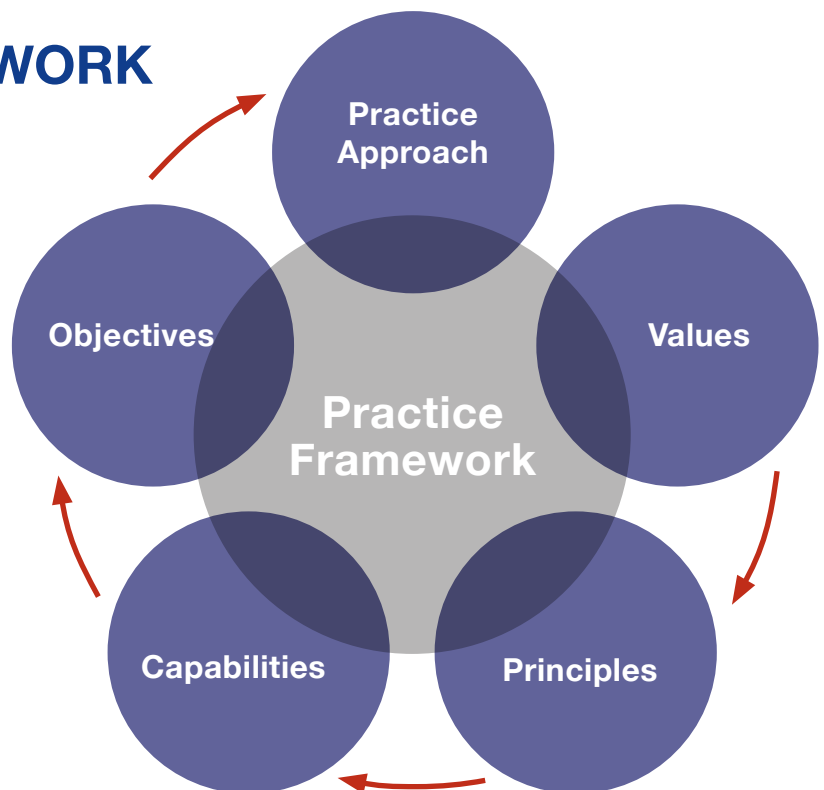 WORK
Practice
Approach
Objectives
Values
Practice
Framework
Capabilities
Principles